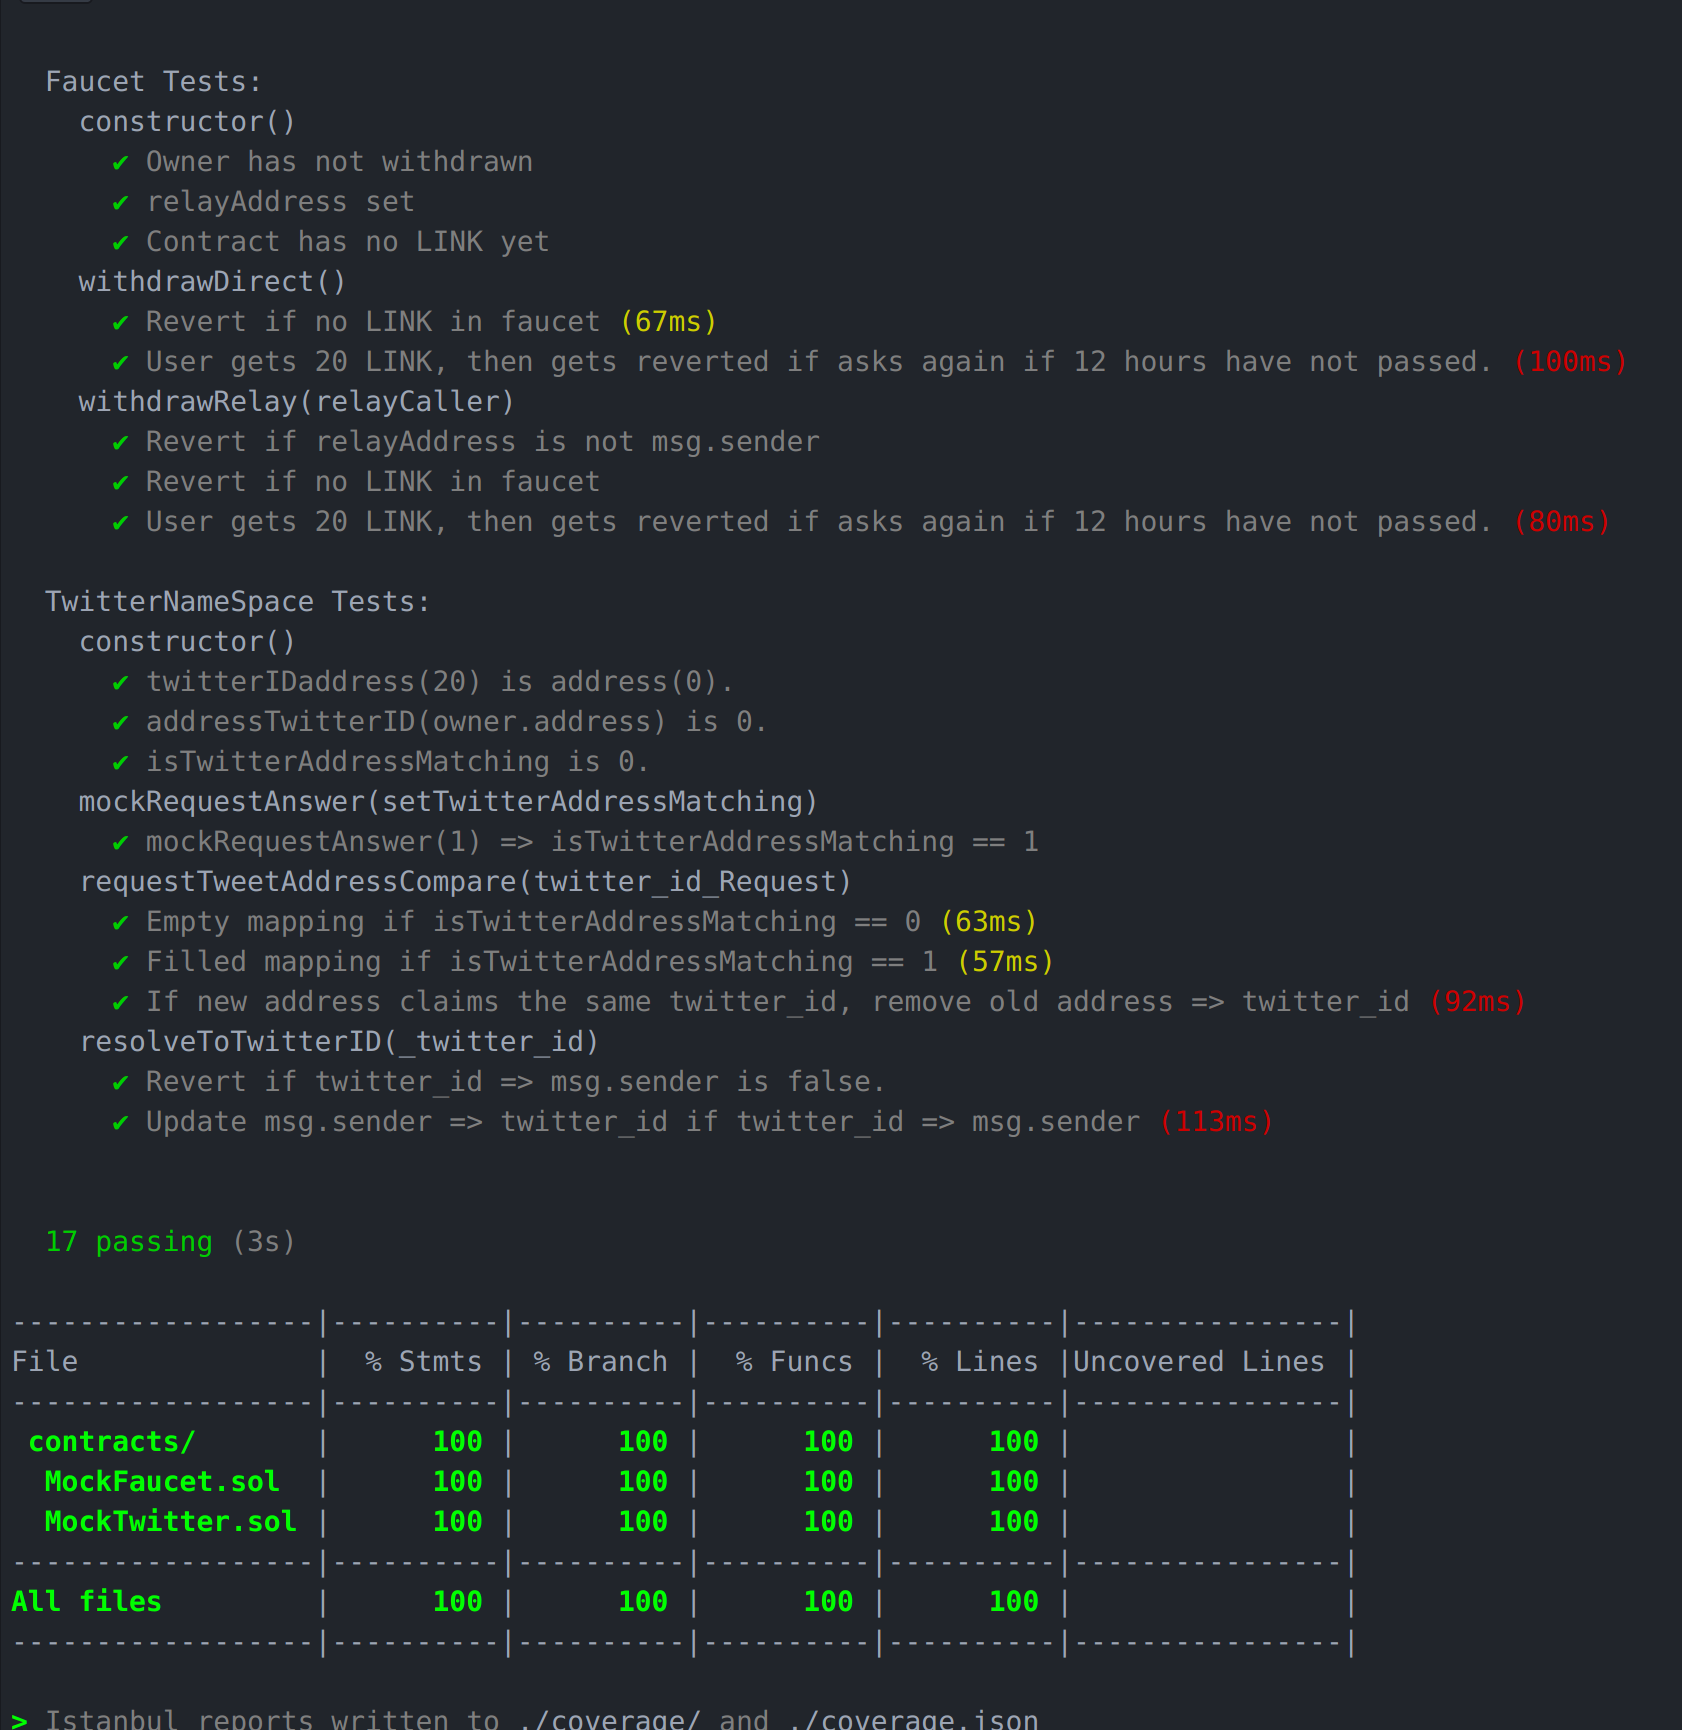 Faucet Tests:
constructor()
✔ Owner has not withdrawn
✔ relayAddress set
✔ Contract has no LINK yet
withdrawDirect()
✔ Revert if no LINK in faucet (67ms)
✔ User gets 20 LINK, then gets reverted if asks again if 12 hours have not passed. (100ms)
withdrawRelay(relayCaller)
✔ Revert if relayAddress is not msg.sender
✔ Revert if no LINK in faucet
✔ User gets 20 LINK, then gets reverted if asks again if 12 hours have not passed. (80ms)
TwitterNameSpace Tests:
constructor()
✔ twitterIDaddress(20) is address(0).
✔ addressTwitterID(owner.address) is 0.
✔ isTwitterAddressMatching is 0.
mockRequestAnswer(setTwitterAddressMatching)
✔ mockRequestAnswer(1) => isTwitterAddressMatching == 1
requestTweetAddressCompare(twitter_id_Request)
✔ Empty mapping if isTwitterAddressMatching == 0 (63ms)
✔ Filled mapping if isTwitterAddressMatching == 1 (57ms)
✔ If new address claims the same twitter_id, remove old address => twitter_id (92ms)
resolveToTwitterID(_twitter_id)
✔ Revert if twitter_id => msg.sender is false.
✔ Update msg.sender => twitter_id if twitter_id => msg.sender (113ms)
17 passing (3s)
------------------|----------|----------|----------|----------|----------------|
File              |  % Stmts | % Branch |  % Funcs |  % Lines |Uncovered Lines |
------------------|----------|----------|----------|----------|----------------|
 contracts/       |      100 |      100 |      100 |      100 |                |
  MockFaucet.sol  |      100 |      100 |      100 |      100 |                |
  MockTwitter.sol |      100 |      100 |      100 |      100 |                |
------------------|----------|----------|----------|----------|----------------|
All files         |      100 |      100 |      100 |      100 |                |
------------------|----------|----------|----------|----------|----------------|
> Istanbul reports written to ./coverage/ and ./coverage.json